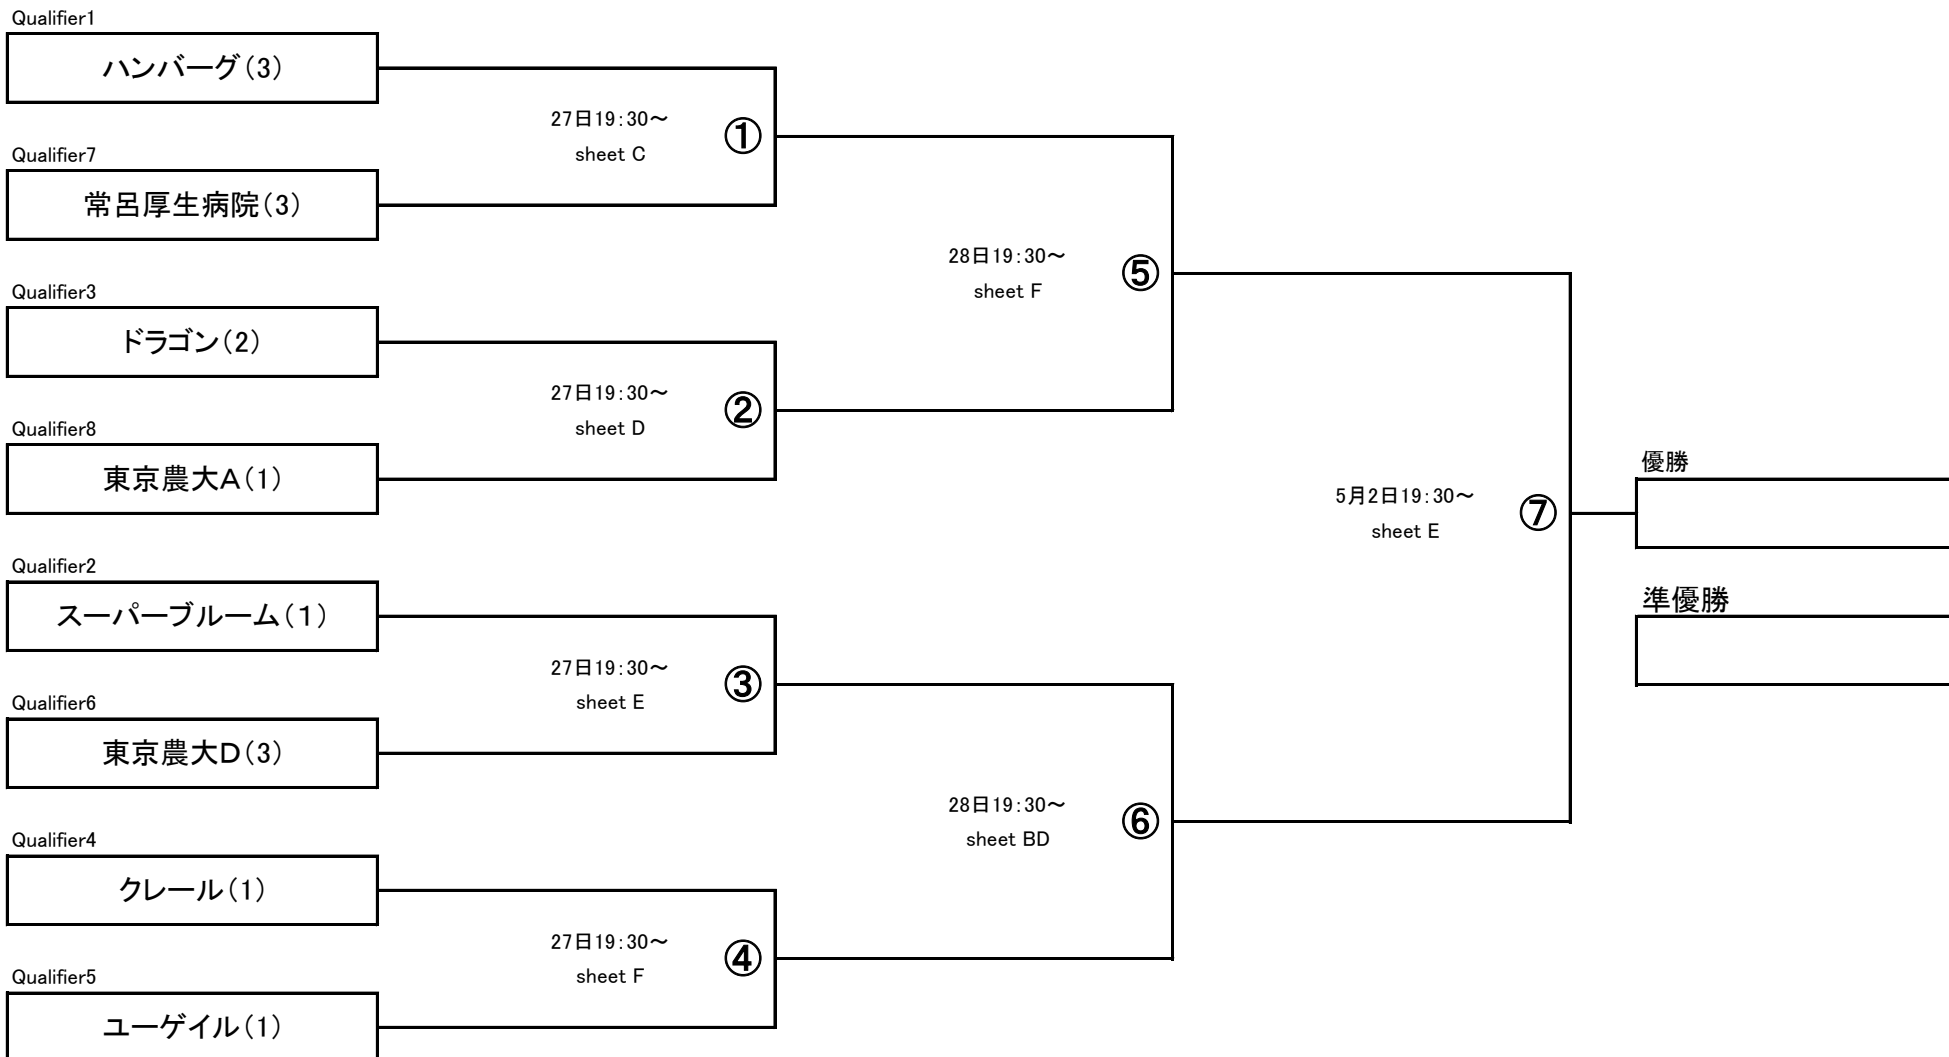 Qualifier1
ハンバーグ(3)
27日19:30～
sheet C
①
Qualifier7
常呂厚生病院(3)
28日19:30～
sheet F
⑤
Qualifier3
ドラゴン(2)
27日19:30～
sheet D
②
Qualifier8
東京農大A(1)
5月2日19:30～
sheet E
⑦
優勝
準優勝
Qualifier2
スーパーブルーム(1)
27日19:30～
sheet E
③
Qualifier6
東京農大D(3)
28日19:30～
sheet BD
⑥
Qualifier4
クレール(1)
27日19:30～
sheet F
④
Qualifier5
ユーゲイル(1)